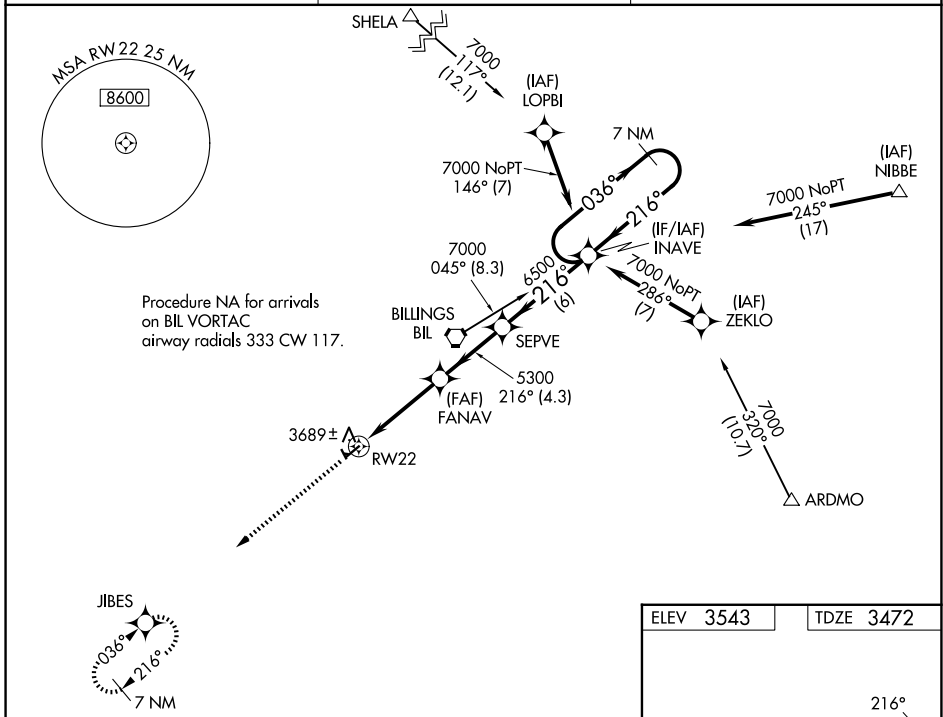 SHELA
7000
117°
(12.1)
MSA RW22 25 NM
8600
(IAF)
LOPBI
7 NM
7000 NoPT
146° (7)
036°
216°
(IAF)
NIBBE
7000 NoPT
245°
(17)
(IF/IAF)
INAVE
7000
045° (8.3)
6500
216°
(6)
7000 NoPT
286°
(7)
(IAF)
ZEKLO
Procedure NA for arrivals
on BIL VORTAC
airway radials 333 CW 117.
BILLINGS
BIL
SEPVE
5300
216° (4.3)
(FAF)
FANAV
7000
320°
(10.7)
3689±
RW22
ARDMO
JIBES
036°
216°
7 NM
ELEV 3543
TDZE 3472
216°